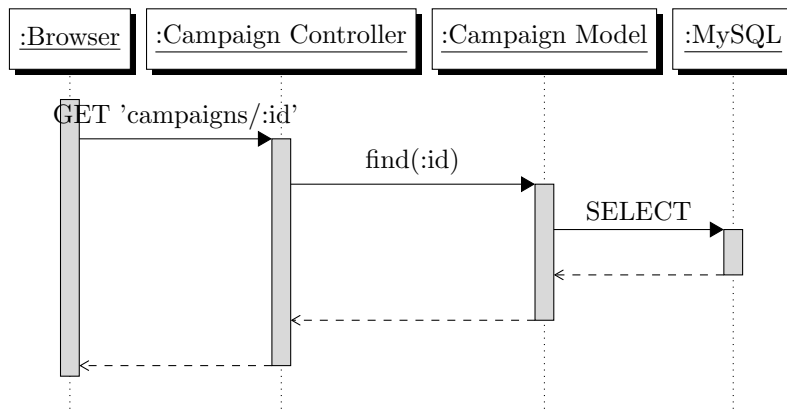 :Browser
:Campaign Controller
:Campaign Model
:MySQL
GET 'campaigns/:id'
find(:id)
SELECT